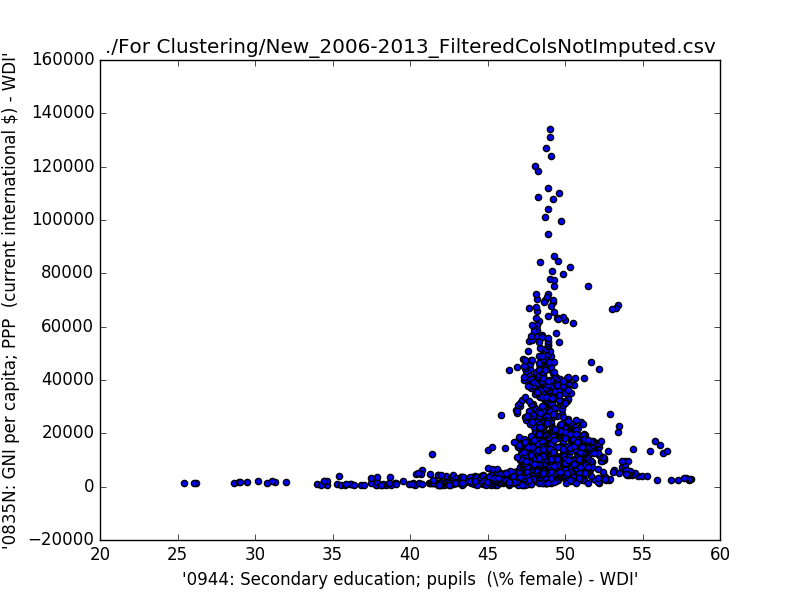 ./For Clustering/New_2006-2013_FilteredColsNotImputed.csv
160000
140000
120000
100000
80000
60000
40000
20000
0
−20000
20 25 30 35 40 45 50 55 60
'0944: Secondary education; pupils  (\% female) - WDI'
'0835N: GNI per capita; PPP  (current international $) - WDI'